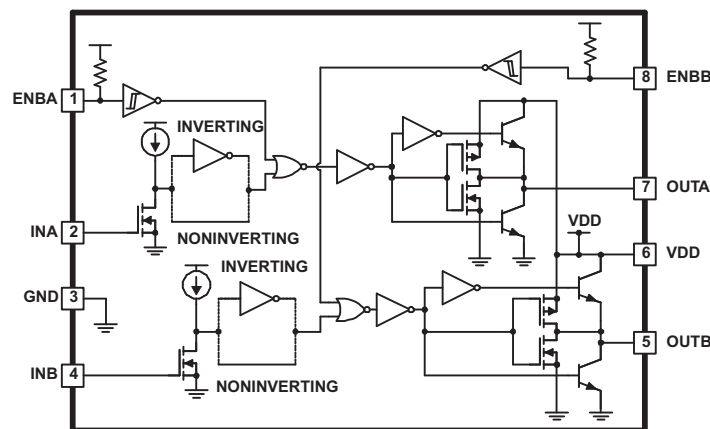 ENBA 1
8 ENBB
INVERTING
7 OUTA
INA 2
VDD
NONINVERTING
6 VDD
INVERTING
GND 3
5 OUTB
INB 4
NONINVERTING